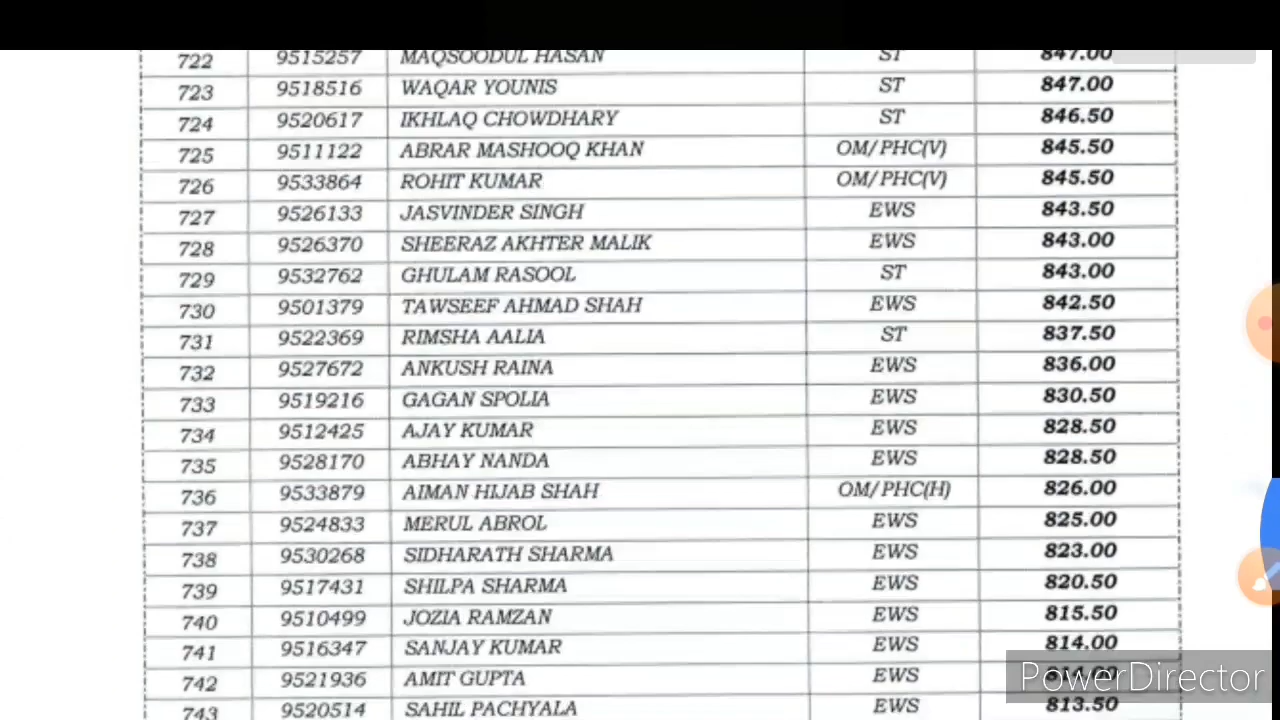 722 9515257 MAQSOODUL HASAN ST 847.00
723 9518516 WAQAR YOUNIS ST 847.00
724 9520617 IKHLAQ CHOWDHARY ST 846.50
725 9511122 ABRAR MASHOOQ KHAN OM/PHC(V) 845.50
726 9533864 ROHIT KUMAR OM/PHC(V) 845.50
727 9526133 JASVINDER SINGH EWS 843.50
728 9526370 SHEERAZ AKHTER MALIK EWS 843.00
729 9532762 GHULAM RASOOL ST 843.00
730 9501379 TAWSEEF AHMAD SHAH EWS 842.50
731 9522369 RIMSHA AALIA ST 837.50
732 9527672 ANKUSH RAINA EWS 836.00
733 9519216 GAGAN SPOLIA EWS 830.50
734 9512425 AJAY KUMAR EWS 828.50
735 9528170 ABHAY NANDA EWS 828.50
736 9533879 AIMAN HIJAB SHAH OM/PHC(H) 826.00
737 9524833 MERUL ABROL EWS 825.00
738 9530268 SIDHARATH SHARMA EWS 823.00
739 9517431 SHILPA SHARMA EWS 820.50
740 9510499 JOZIA RAMZAN EWS 815.50
741 9516347 SANJAY KUMAR EWS 814.00
742 9521936 AMIT GUPTA EWS
743 9520514 SAHIL PACHYALA EWS 813.50
PowerDirector